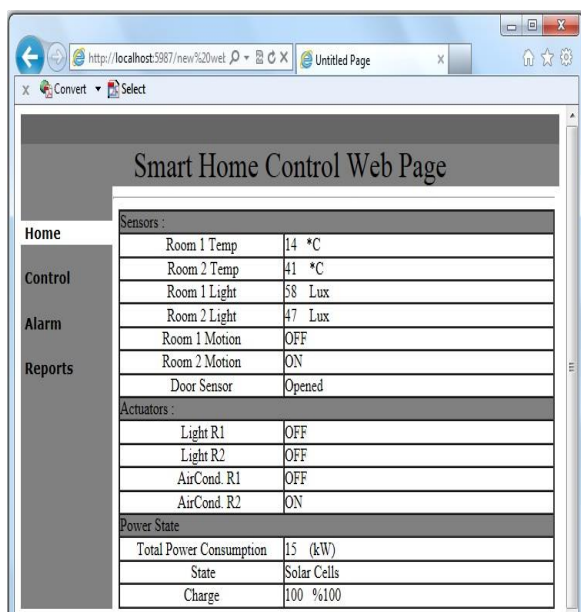 http://localhost:5987/new%20wet
Untitled Page
x Convert Select
Smart Home Control Web Page
Home
Control
Alarm
Reports
Sensors :
Room 1 Temp 14 *C
Room 2 Temp 41 *C
Room 1 Light 58 Lux
Room 2 Light 47 Lux
Room 1 Motion OFF
Room 2 Motion ON
Door Sensor Opened
Actuators :
Light R1 OFF
Light R2 OFF
AirCond. R1 OFF
AirCond. R2 ON
Power State
Total Power Consumption 15 (kW)
State Solar Cells
Charge 100 %100